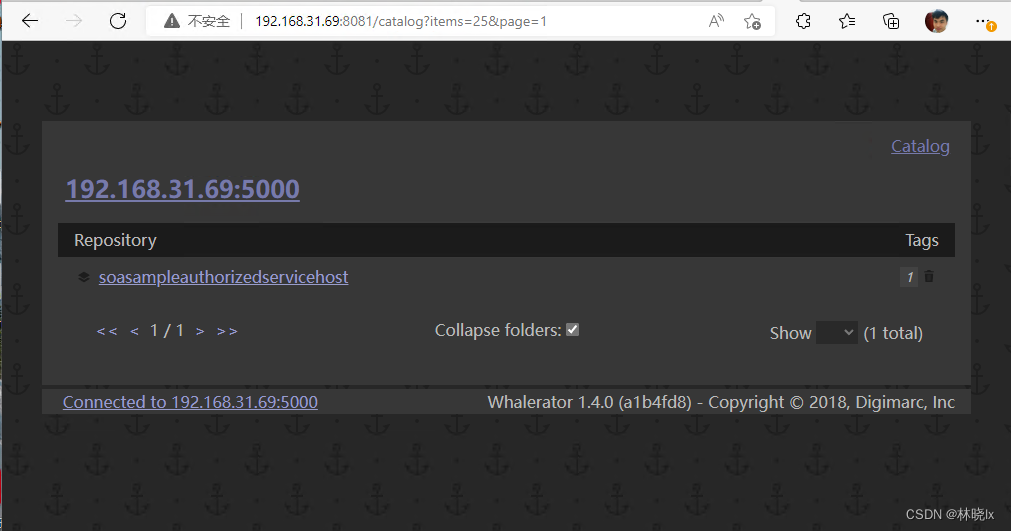 不安全 192.168.31.69:8081/catalog?items=25&page=1
Catalog
192.168.31.69:5000
Repository Tags
soasampleauthorizedservicehost 1
<< < 1 / 1 > >> Collapse folders: Show (1 total)
Connected to 192.168.31.69:5000 Whalerator 1.4.0 (a1b4fd8) - Copyright © 2018, Digimarc, Inc
CSDN @林晓lx